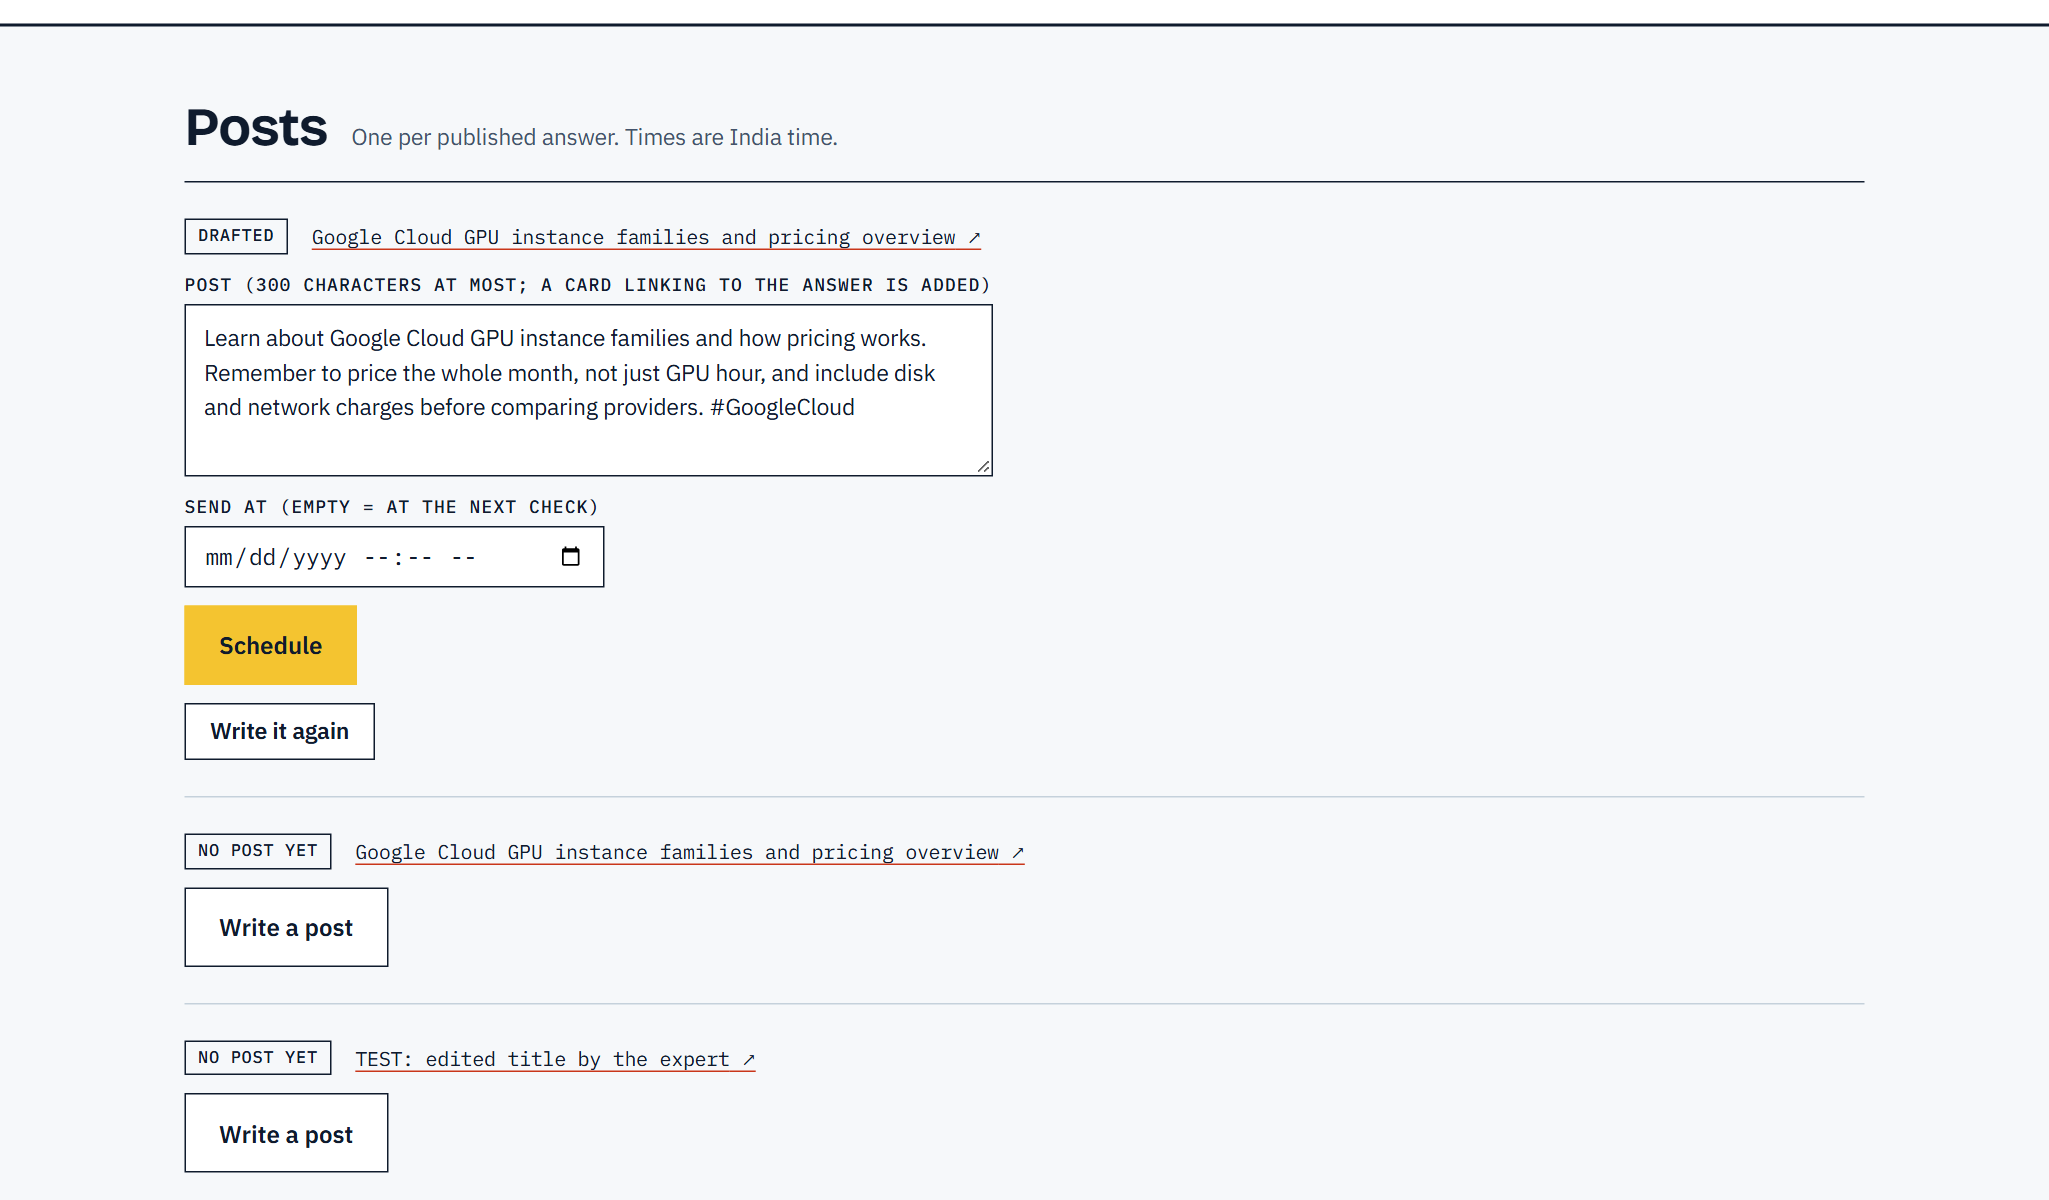 Posts One per published answer. Times are India time.
DRAFTED Google Cloud GPU instance families and pricing overview ↗
POST (300 CHARACTERS AT MOST; A CARD LINKING TO THE ANSWER IS ADDED)
Learn about Google Cloud GPU instance families and how pricing works.
Remember to price the whole month, not just GPU hour, and include disk
and network charges before comparing providers. #GoogleCloud
SEND AT (EMPTY = AT THE NEXT CHECK)
mm/dd/yyyy --:-- --
Schedule
Write it again
NO POST YET Google Cloud GPU instance families and pricing overview ↗
Write a post
NO POST YET TEST: edited title by the expert ↗
Write a post